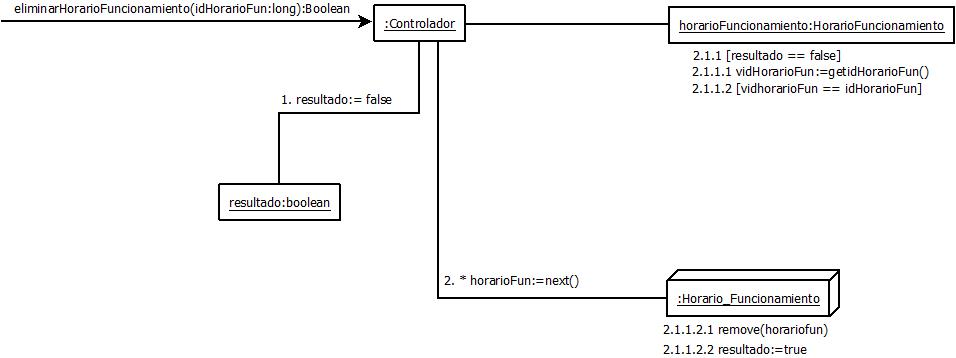 eliminarHorarioFuncionamiento(idHorarioFun:long):Boolean
:Controlador
horarioFuncionamiento:HorarioFuncionamiento
2.1.1 [resultado == false]
2.1.1.1 vidHorarioFun:=getidHorarioFun()
2.1.1.2 [vidhorarioFun == idHorarioFun]
1. resultado:= false
resultado:boolean
2. * horarioFun:=next()
:Horario_Funcionamiento
2.1.1.2.1 remove(horariofun)
2.1.1.2.2 resultado:=true